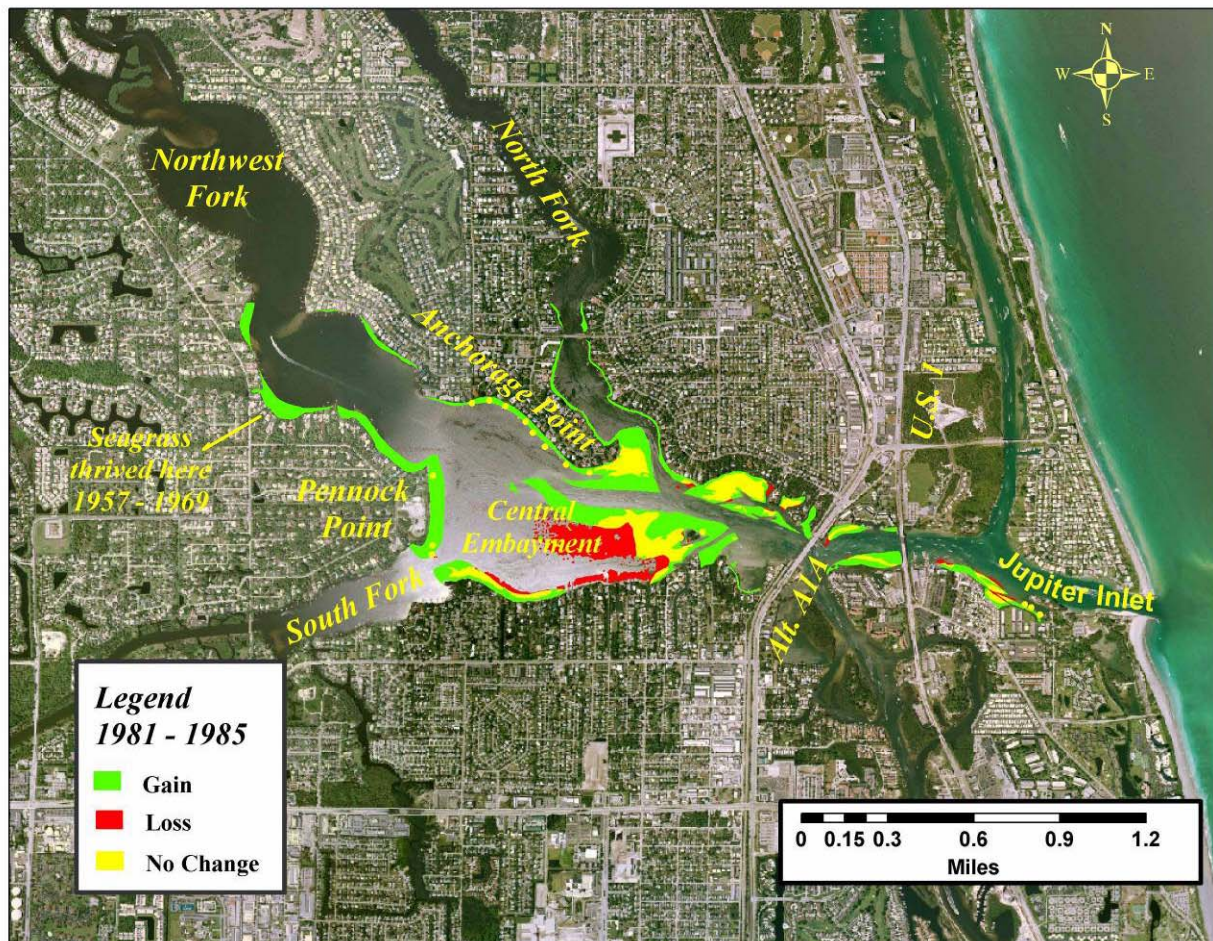 N
W E
S
Northwest
Fork
North Fork
Anchorage Point
U.S. 1
Seagrass
thrived here
1957 - 1969
Pennock
Point
Central
Embayment
South Fork
Alt. A1A
Jupiter Inlet
Legend
1981 - 1985
Gain
Loss
No Change
0 0.15 0.3 0.6 0.9 1.2
Miles